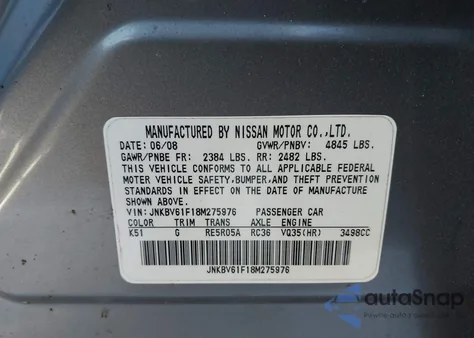 MANUFACTURED BY NISSAN MOTOR CO.,LTD.
DATE: 06/08 GVWR/PNBV: 4845 LBS.
GAWR/PNBE FR: 2384 LBS. RR: 2482 LBS.
THIS VEHICLE CONFORMS TO ALL APPLICABLE FEDERAL
MOTOR VEHICLE SAFETY,BUMPER,AND THEFT PREVENTION
STANDARDS IN EFFECT ON THE DATE OF MANUFACTURE
SHOWN ABOVE.
VIN: JNKBV61F18M275976 PASSENGER CAR
COLOR TRIM TRANS AXLE ENGINE
K51 G RE5R05A RC36 VQ35(HR) 3498CC
JNKBV61F18M275976
autoSnap